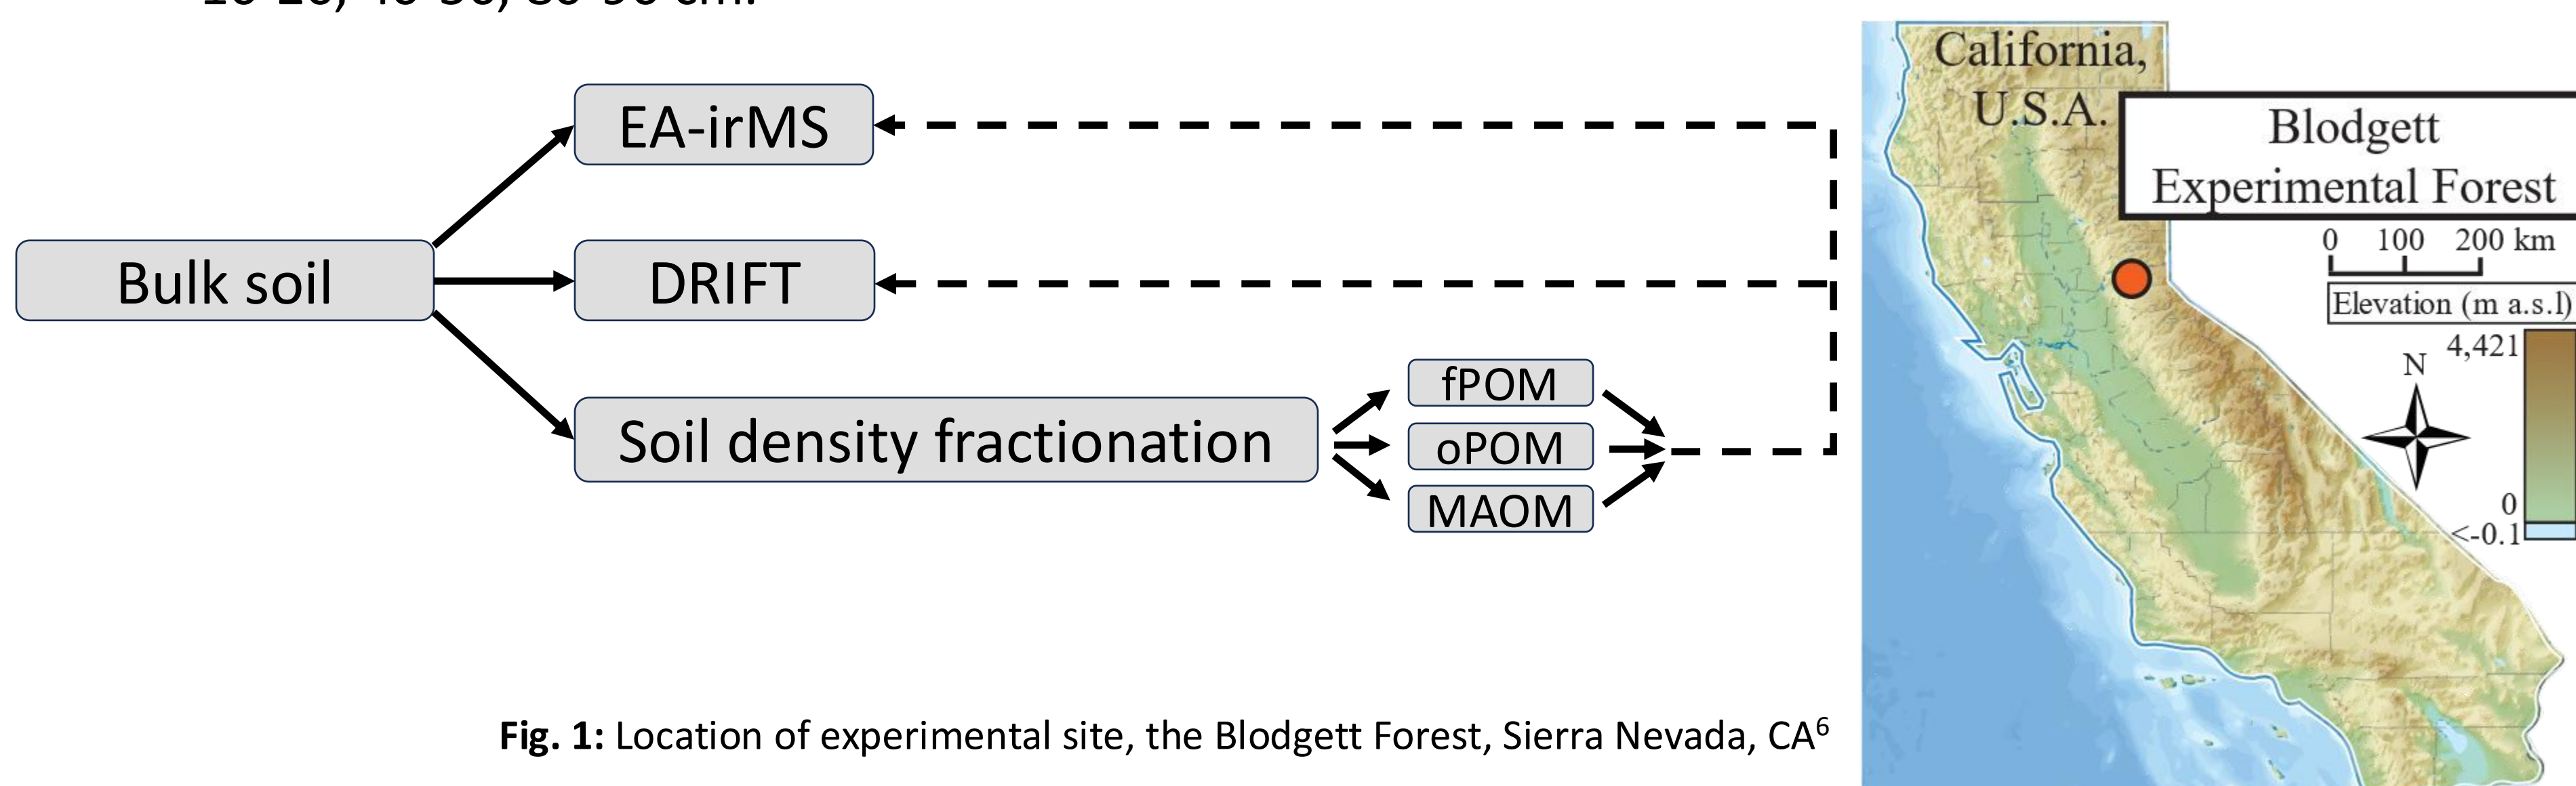 EA-irMS
Bulk soil
DRIFT
Soil density fractionation
fPOM
oPOM
MAOM
Fig. 1: Location of experimental site, the Blodgett Forest, Sierra Nevada, CA⁶
California,
U.S.A.
Blodgett
Experimental Forest
0 100 200 km
Elevation (m a.s.l)
4,421
N
0
<-0.1